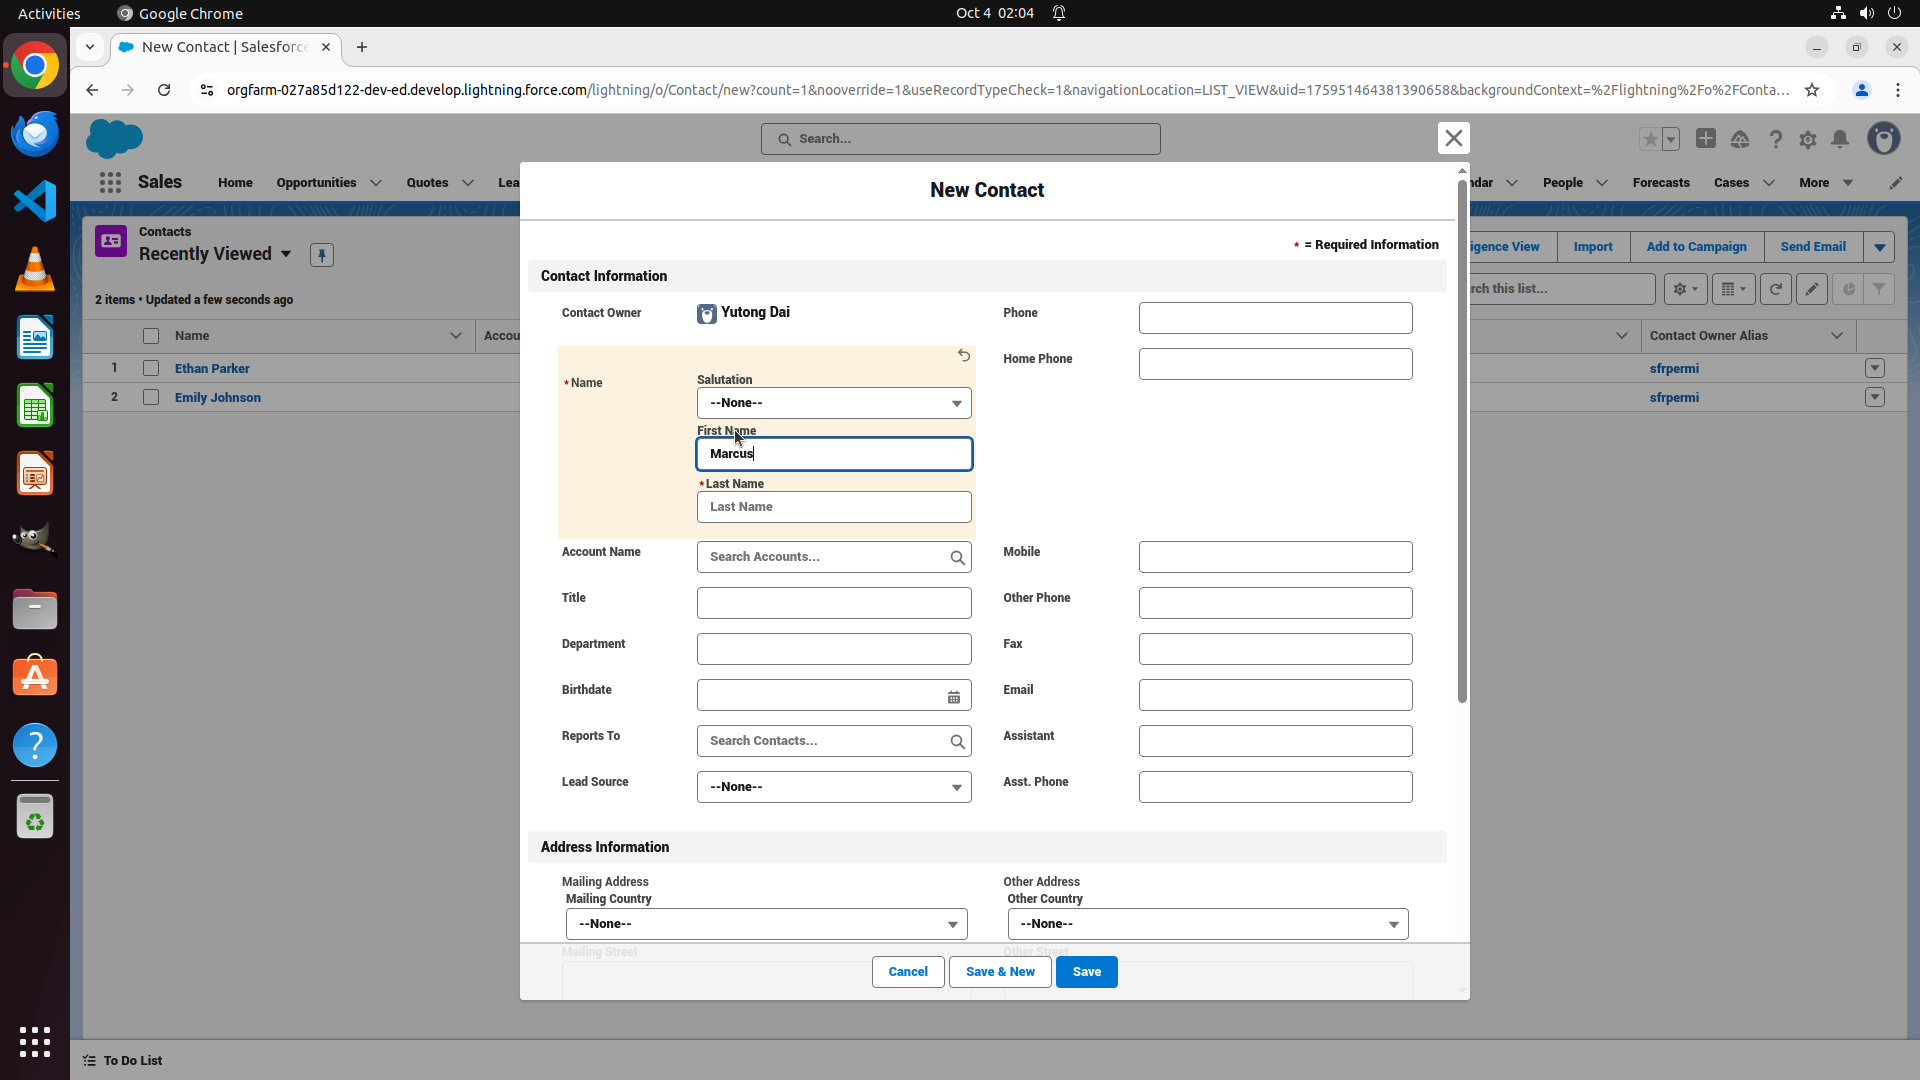 Activities
Google Chrome
Oct 4 02:04
New Contact | Salesforce
orgfarm-027a85d122-dev-ed.develop.lightning.force.com/lightning/o/Contact/new?count=1&nooverride=1&useRecordTypeCheck=1&navigationLocation=LIST_VIEW&uid=175951464381390658&backgroundContext=%2Flightning%2Fo%2FConta...
Search...
Sales
Home
Opportunities
Quotes
Lea
ndar
People
Forecasts
Cases
More
Contacts
Recently Viewed
igence View
Import
Add to Campaign
Send Email
2 items • Updated a few seconds ago
rch this list...
Name
Accou
Contact Owner Alias
1
Ethan Parker
sfrpermi
2
Emily Johnson
sfrpermi
New Contact
* = Required Information
Contact Information
Contact Owner
Yutong Dai
Phone
Home Phone
* Name
Salutation
--None--
First Name
Marcus
* Last Name
Last Name
Account Name
Search Accounts...
Mobile
Title
Other Phone
Department
Fax
Birthdate
Email
Reports To
Search Contacts...
Assistant
Lead Source
--None--
Asst. Phone
Address Information
Mailing Address
Other Address
Mailing Country
Other Country
--None--
--None--
Mailing Street
Other Street
Cancel
Save & New
Save
To Do List